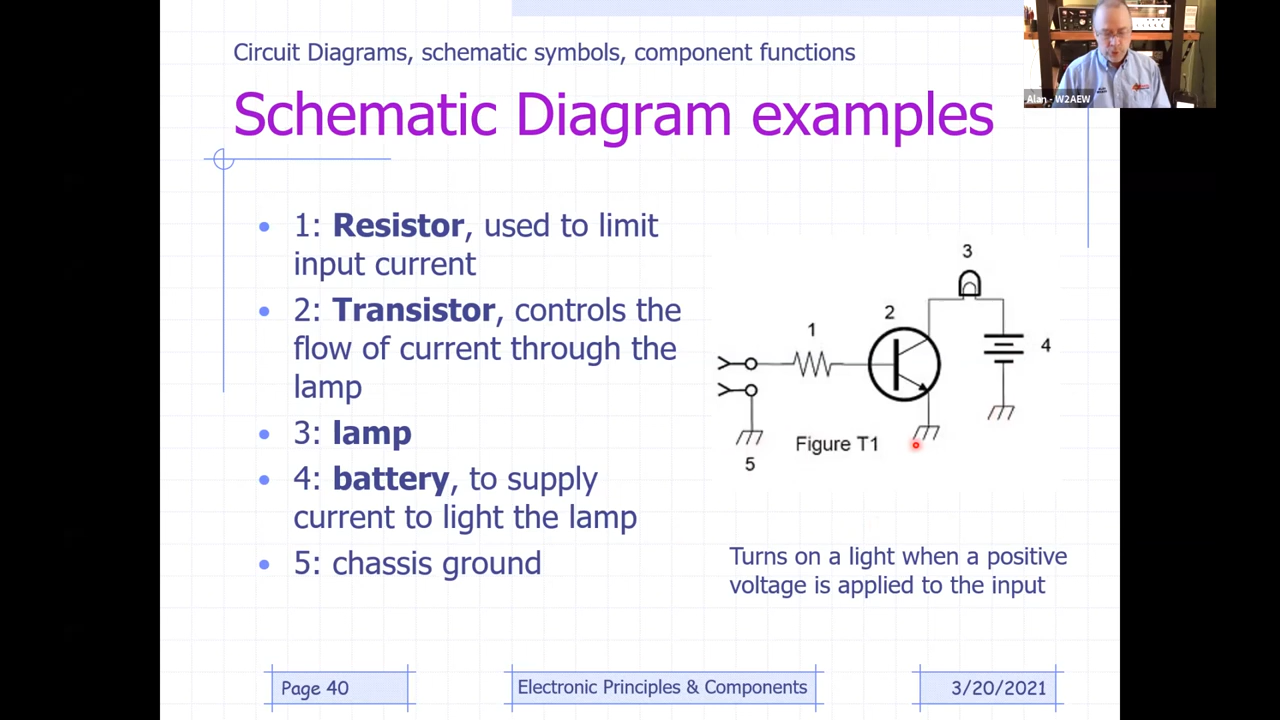 Circuit Diagrams, schematic symbols, component functions
Schematic Diagram examples
Alan - W2AEW
1: Resistor, used to limit
input current
2: Transistor, controls the
flow of current through the
lamp
3: lamp
4: battery, to supply
current to light the lamp
5: chassis ground
3
2
1
4
Figure T1
5
Turns on a light when a positive
voltage is applied to the input
Page 40
Electronic Principles & Components
3/20/2021